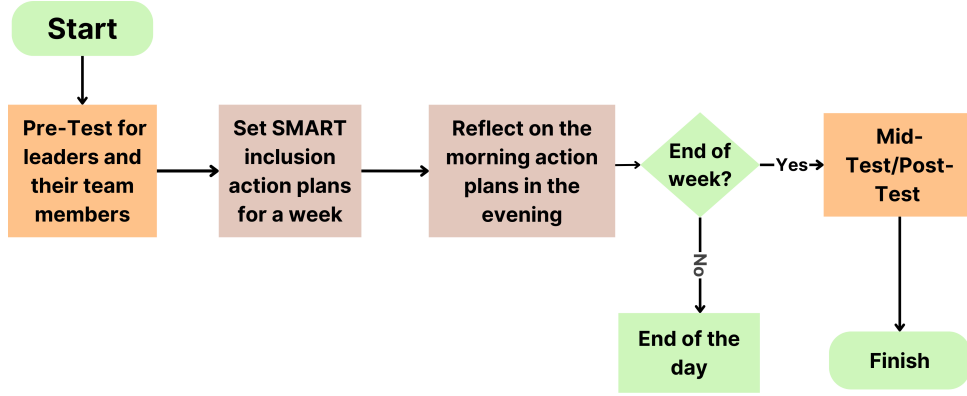 Start
Pre-Test for
leaders and
their team
members
Set SMART
inclusion
action plans
for a week
Reflect on the
morning action
plans in the
evening
End of
week?
Yes
Mid-
Test/Post-
Test
No
End of the
day
Finish